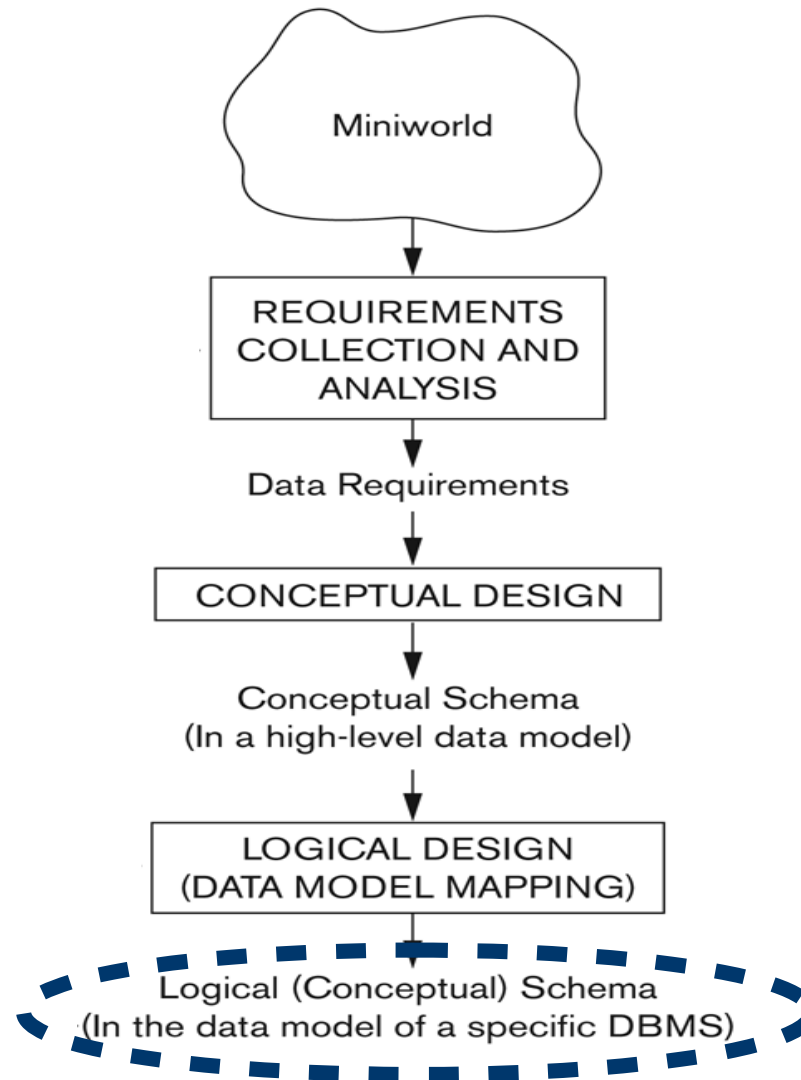 Miniworld
REQUIREMENTS
COLLECTION AND
ANALYSIS
Data Requirements
CONCEPTUAL DESIGN
Conceptual Schema
(In a high-level data model)
LOGICAL DESIGN
(DATA MODEL MAPPING)
Logical (Conceptual) Schema
(In the data model of a specific DBMS)